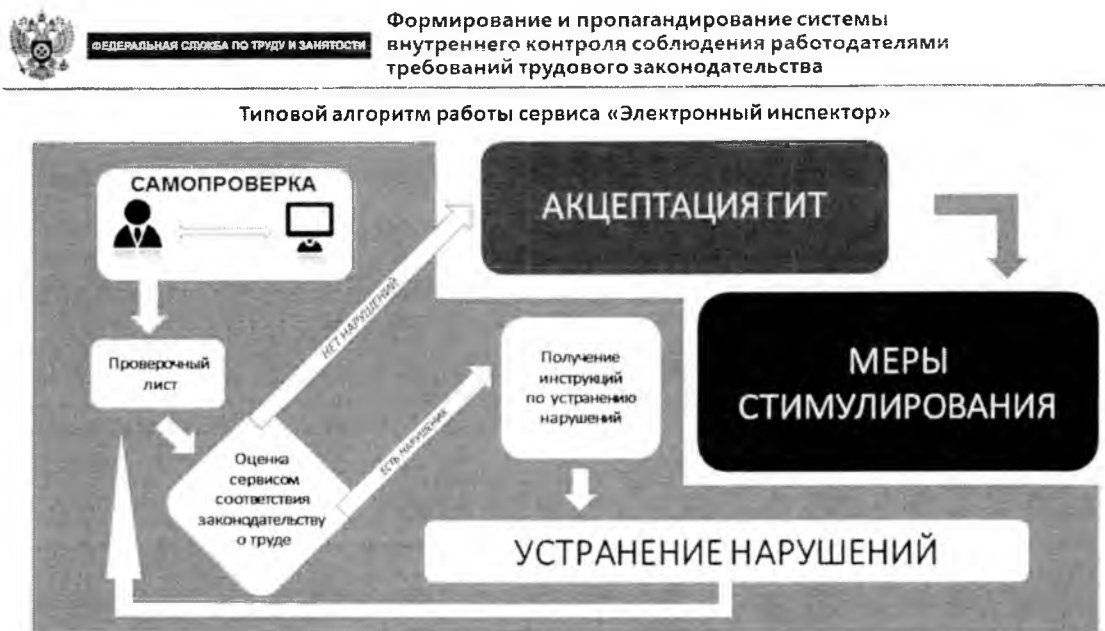 ФЕДЕРАЛЬНАЯ СЛУЖБА ПО ТРУДУ И ЗАНЯТОСТИ
Формирование и пропагандирование системы
внутреннего контроля соблюдения работодателями
требований трудового законодательства
Типовой алгоритм работы сервиса «Электронный инспектор»
САМОПРОВЕРКА
АКЦЕПТАЦИЯ ГИТ
МЕРЫ
СТИМУЛИРОВАНИЯ
НЕТ НАРУШЕНИЙ
Проверочный
лист
Получение
инструкций
по устранению
нарушений
ЕСТЬ НАРУШЕНИЯ
Оценка
сервисом
соответствия
законодательству
о труде
УСТРАНЕНИЕ НАРУШЕНИЙ